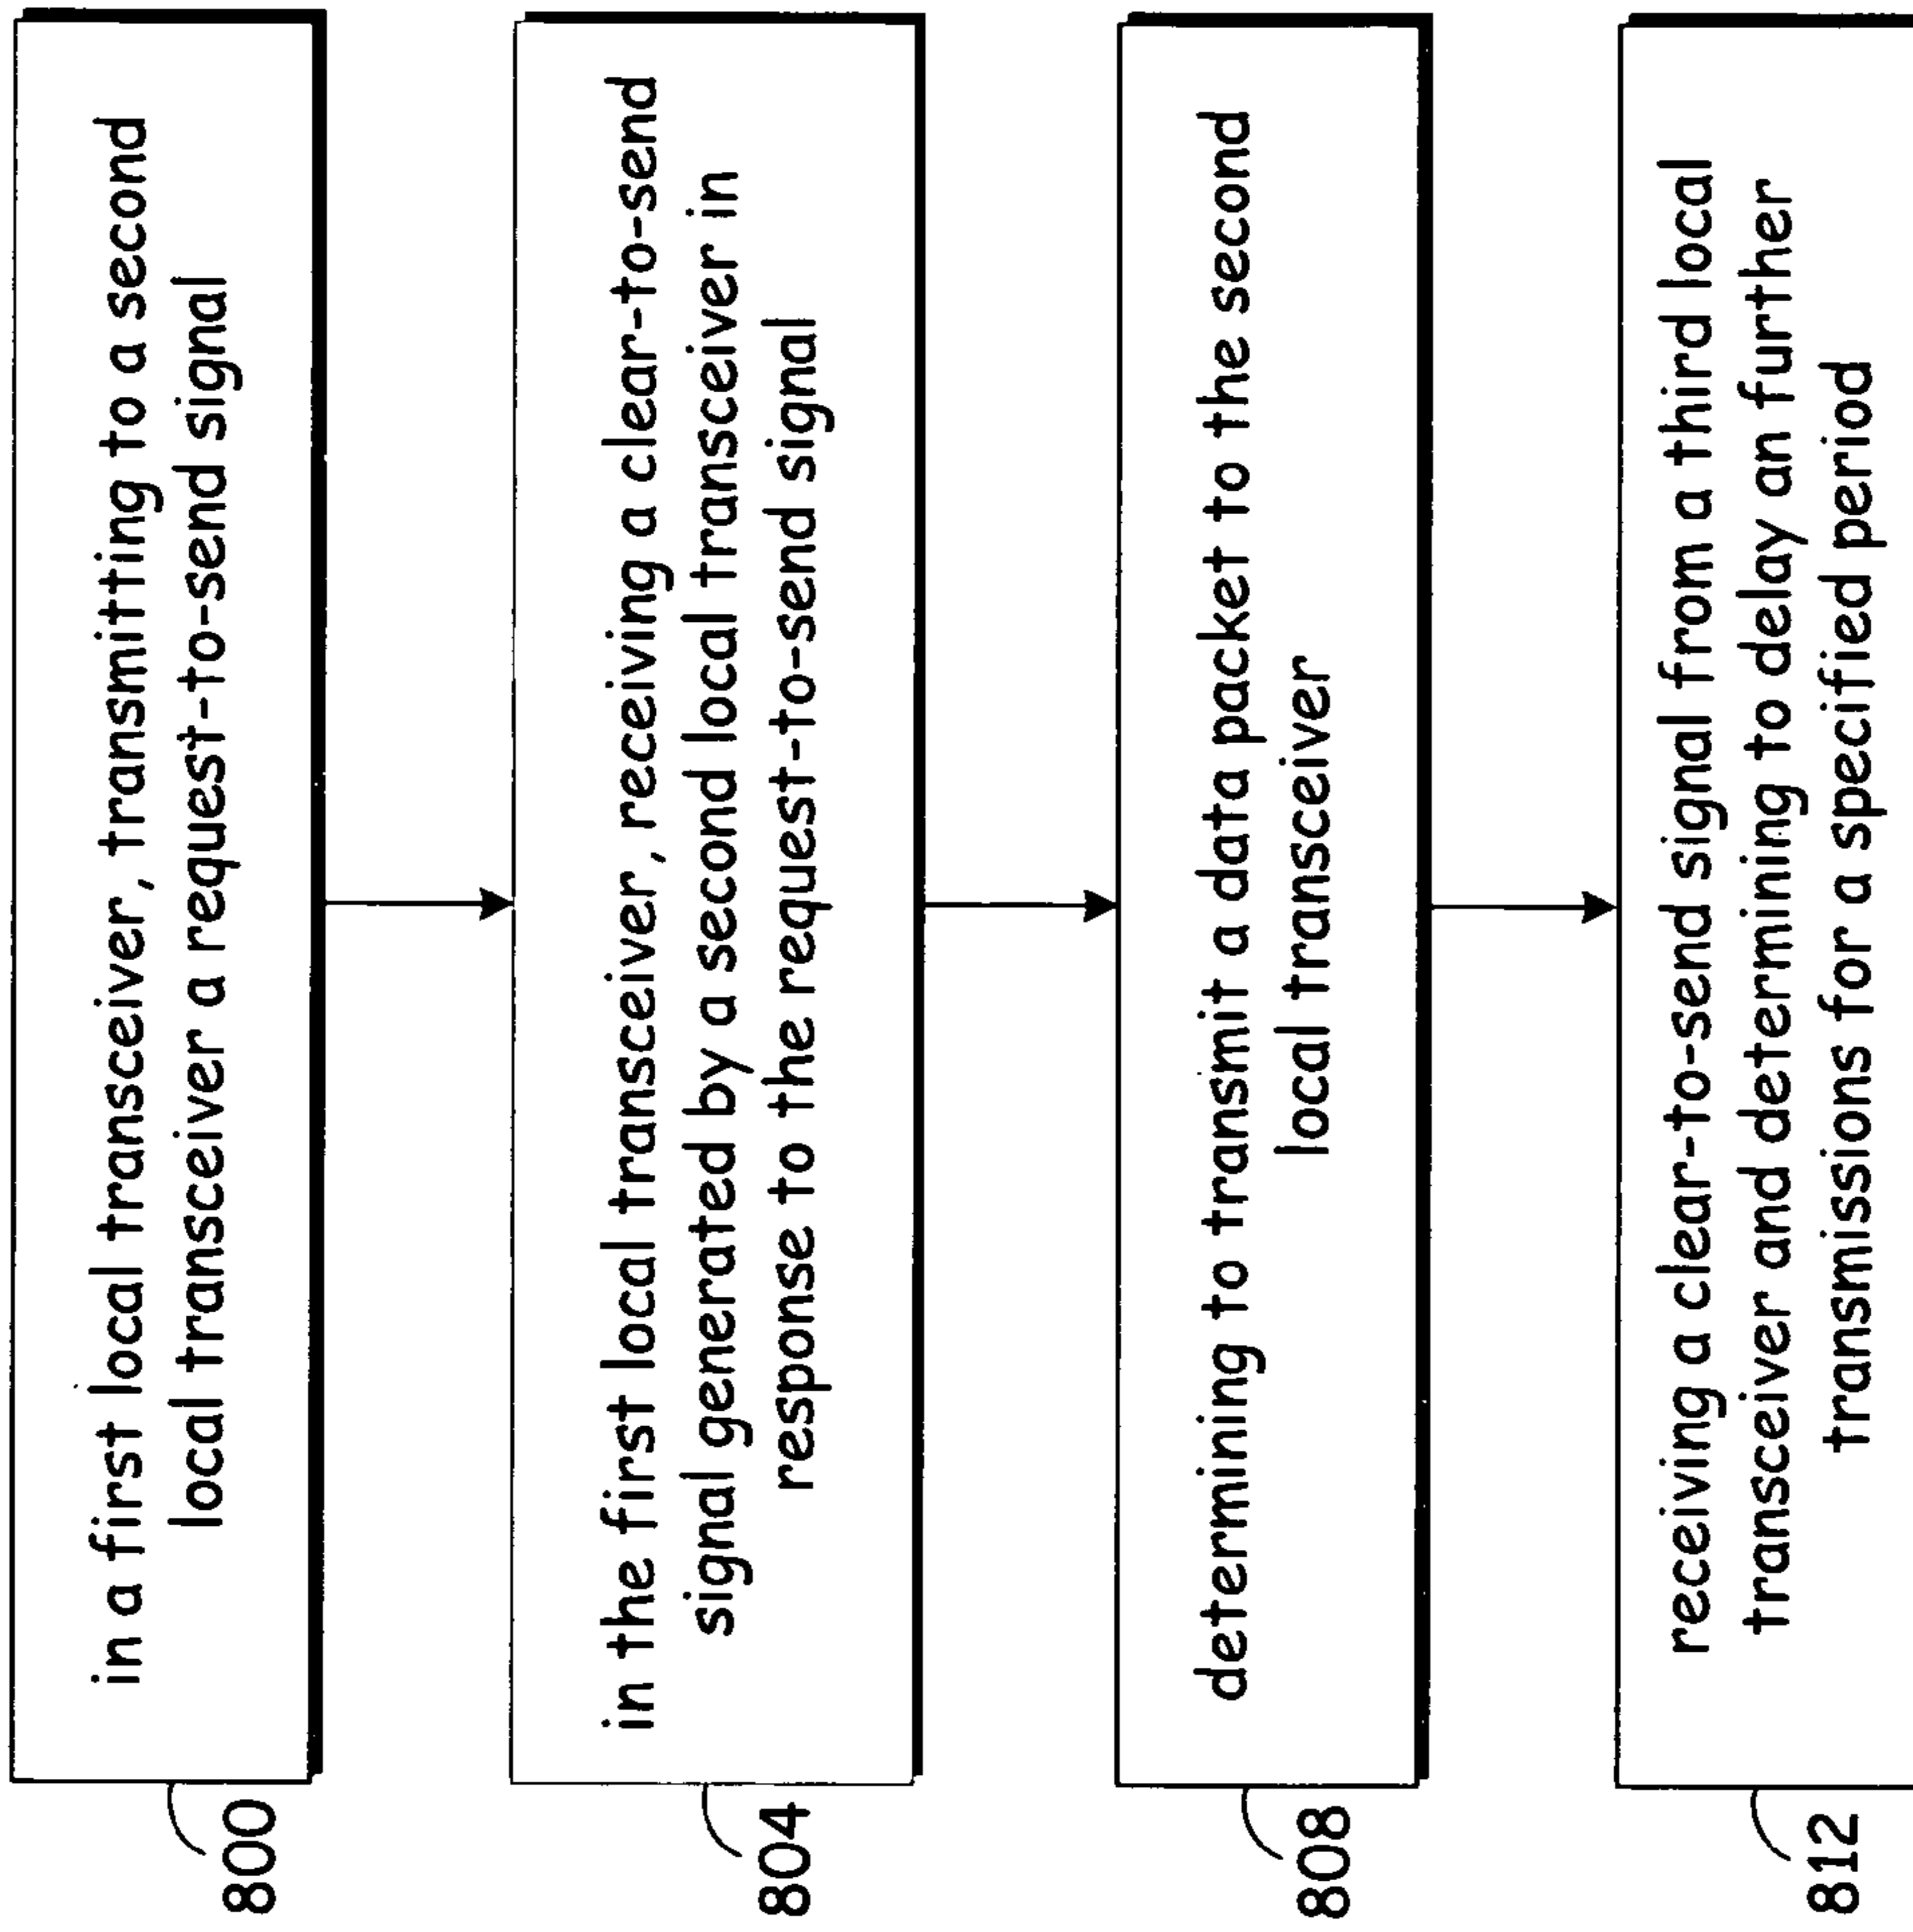 in a first local transceiver, transmitting to a second
local transceiver a request-to-send signal
800
in the first local transceiver, receiving a clear-to-send
signal generated by a second local transceiver in
response to the request-to-send signal
804
determining to transmit a data packet to the second
local transceiver
808
receiving a clear-to-send signal from a third local
transceiver and determining to delay an further
transmissions for a specified period
812